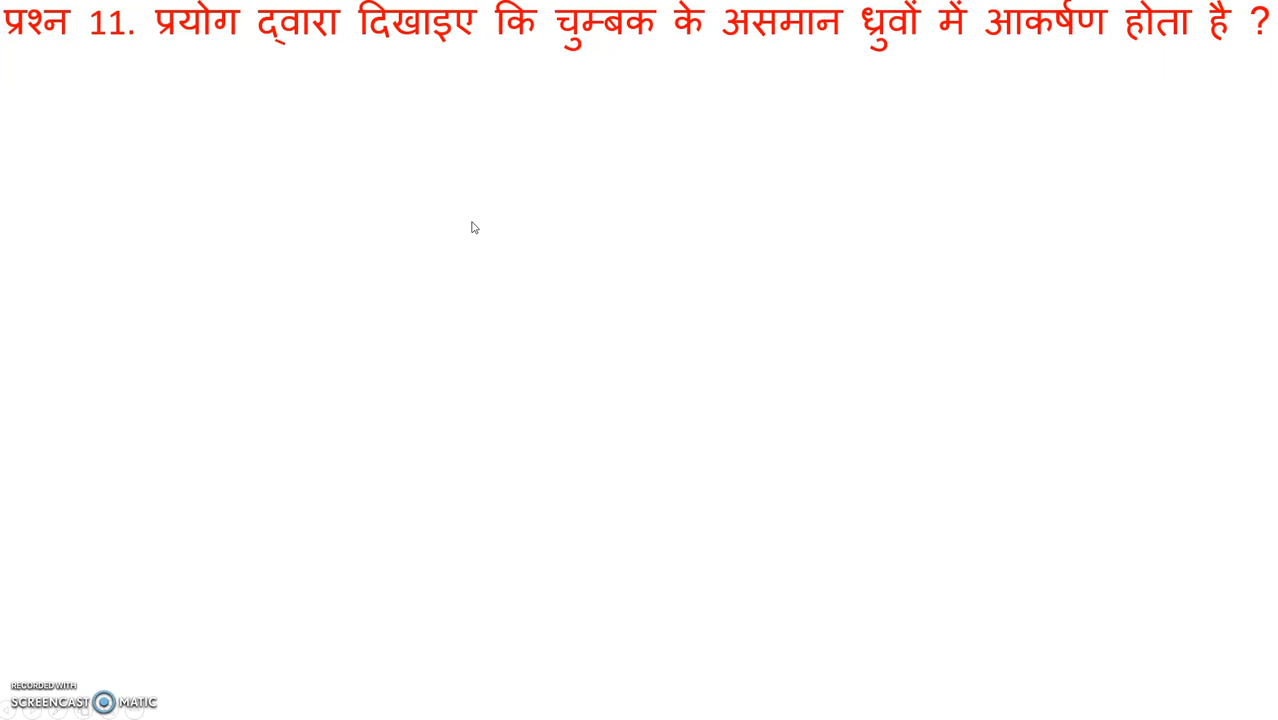 प्रश्न 11. प्रयोग द्वारा दिखाइए कि चुम्बक के असमान ध्रुवों में आकर्षण होता है ?
RECORDED WITH
SCREENCAST MATIC